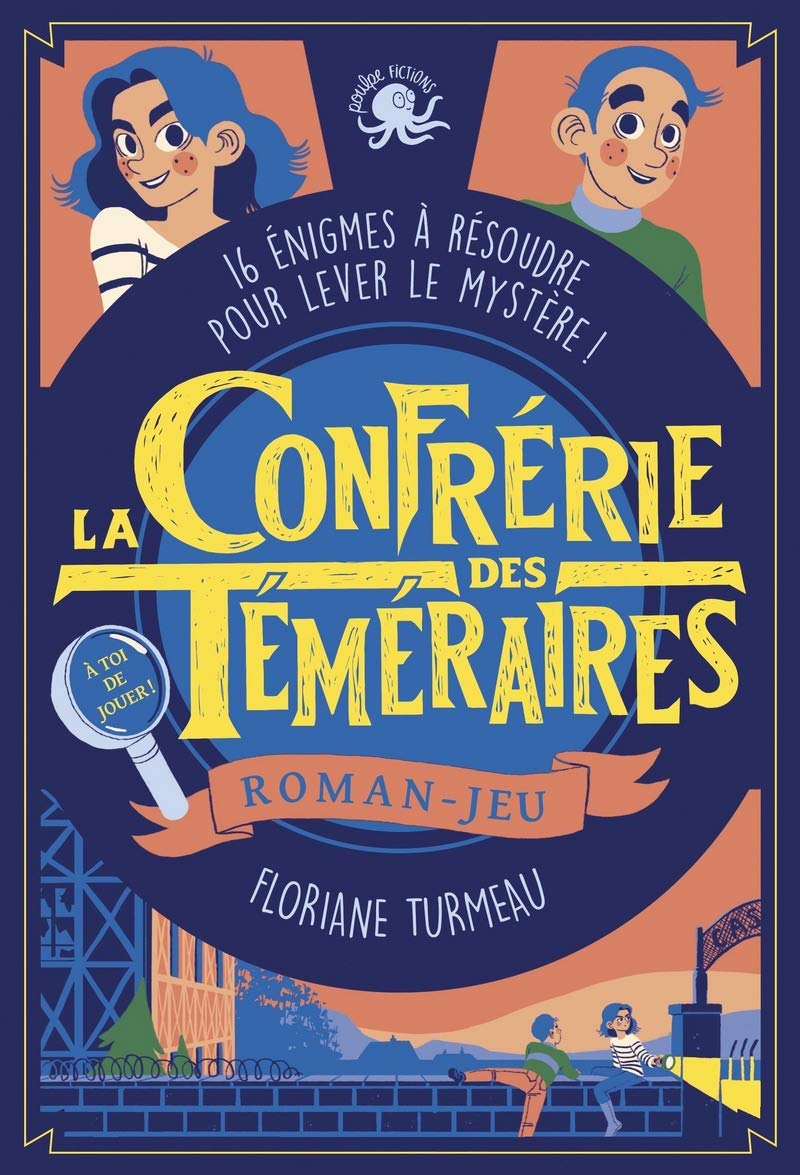 poulpe fictions
16 ÉNIGMES À RÉSOUDRE
POUR LEVER LE MYSTÈRE !
LA CONFRÉRIE
DES
TÉMÉRAIRES
À TOI
DE
JOUER !
ROMAN-JEU
FLORIANE TURMEAU
CAS